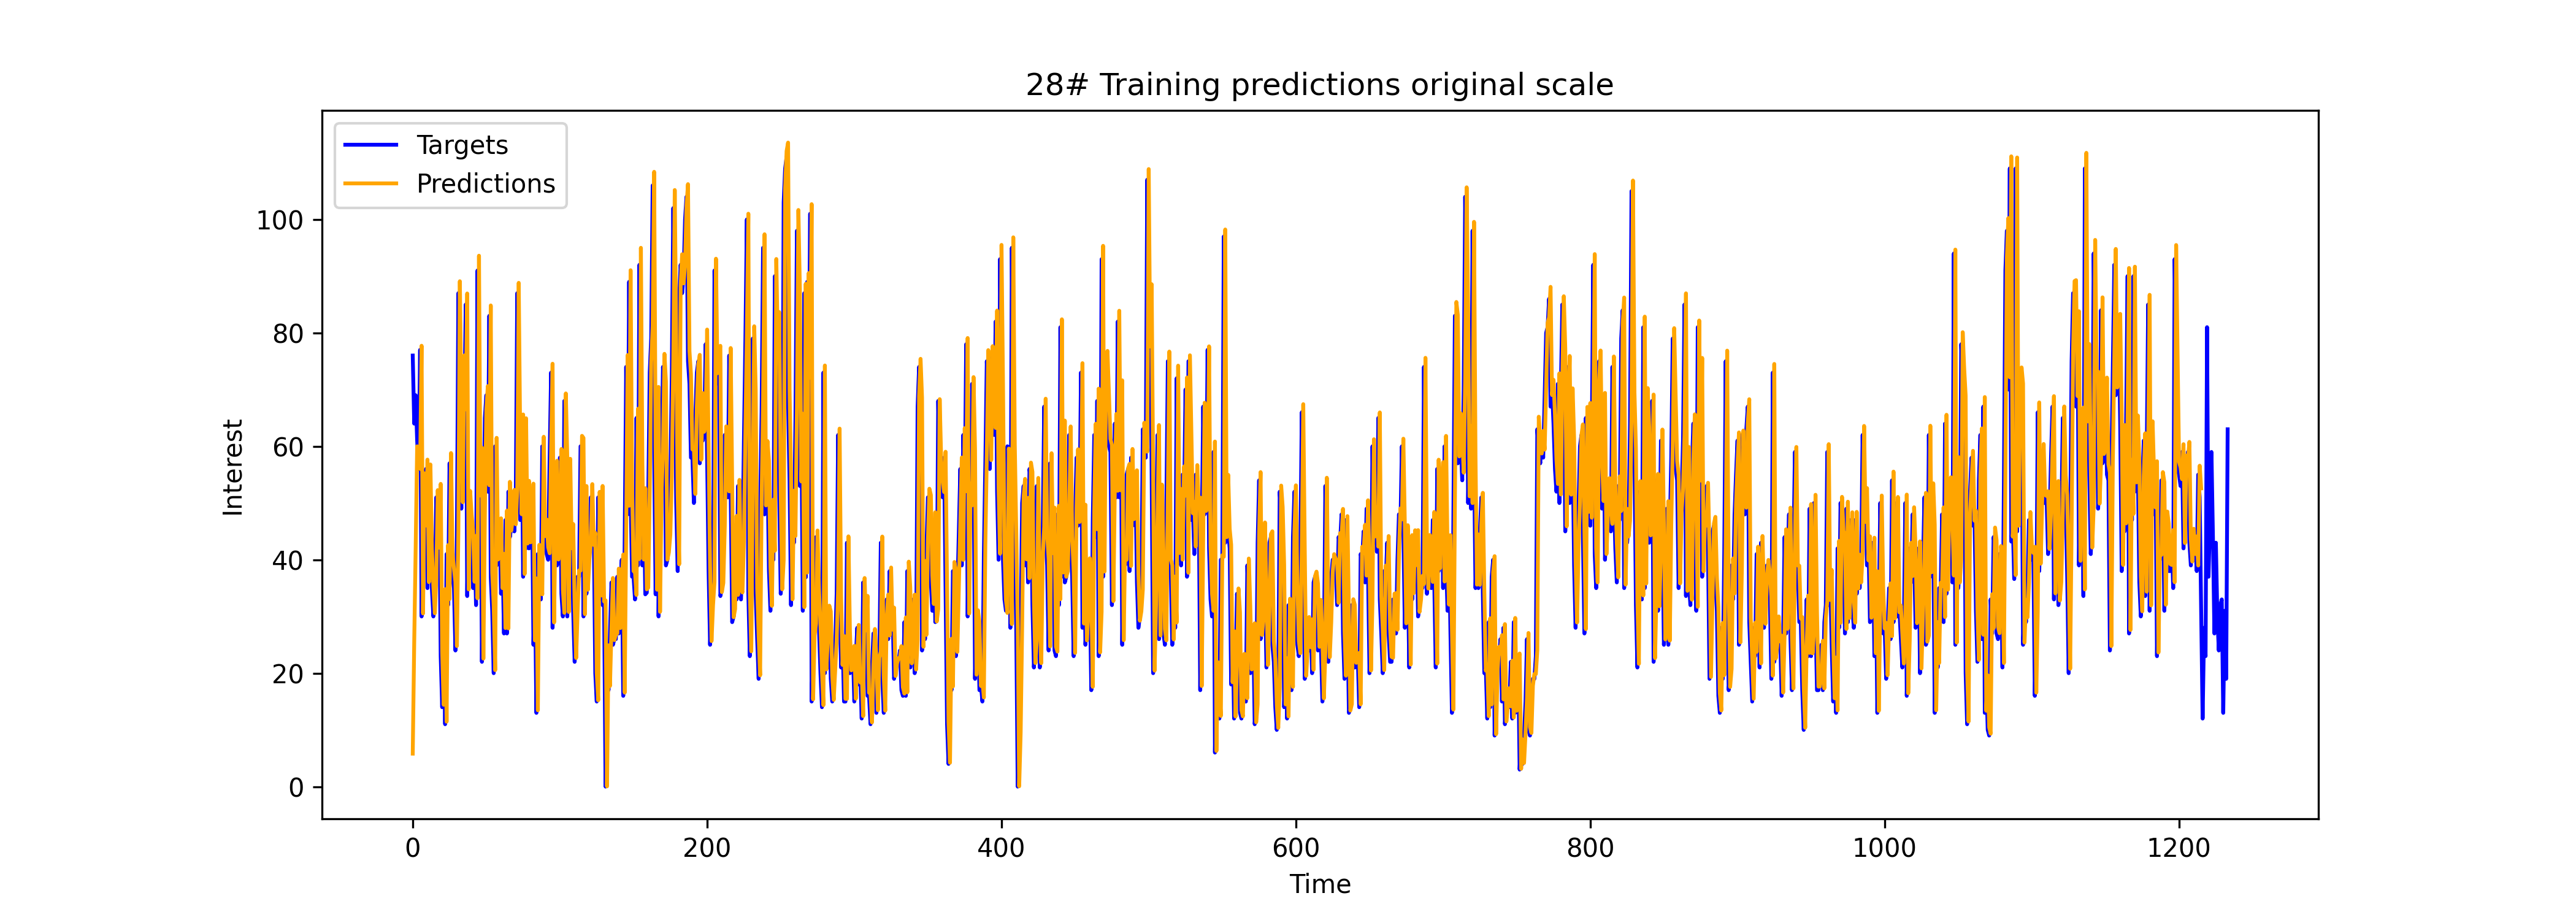 28# Training predictions original scale
Targets
Predictions
Interest
100
80
60
40
20
0
0 200 400 600 800 1000 1200
Time